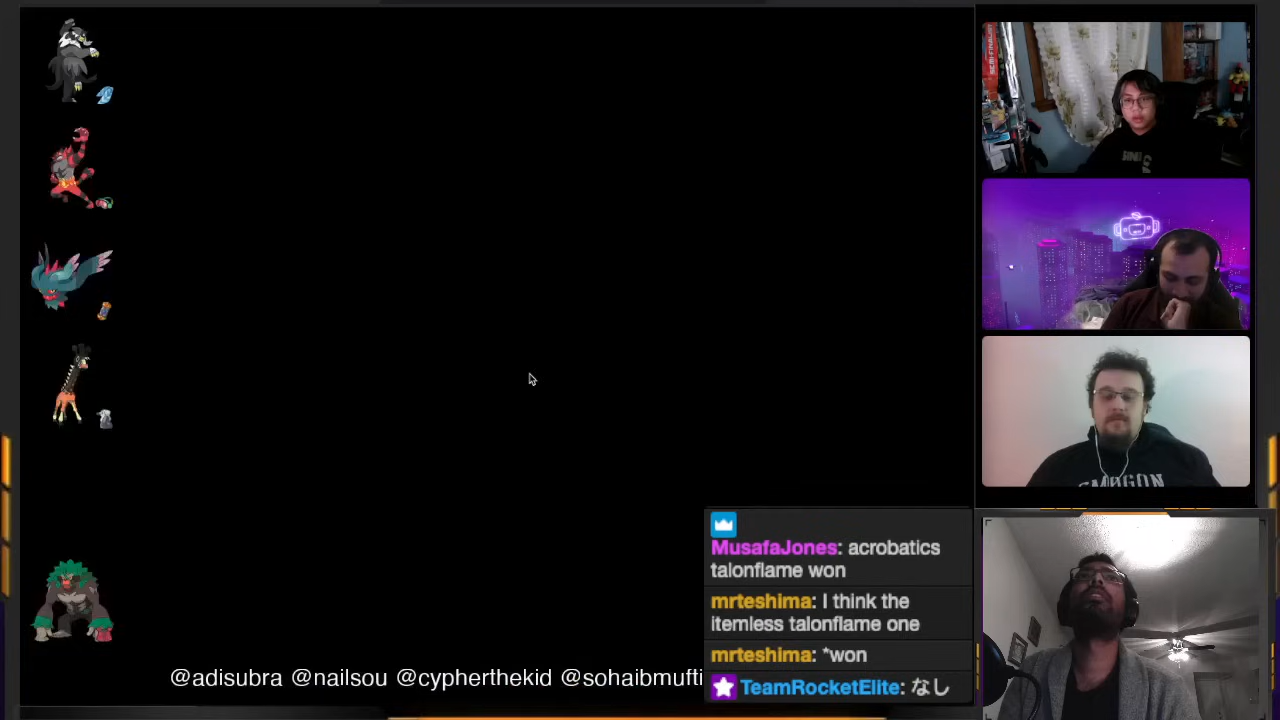 MusafaJones: acrobatics
talonflame won
mrteshima: I think the
itemless talonflame one
mrteshima: *won
TeamRocketElite: なし
@adisubra @nailsou @cypherthekid @sohaibmufti